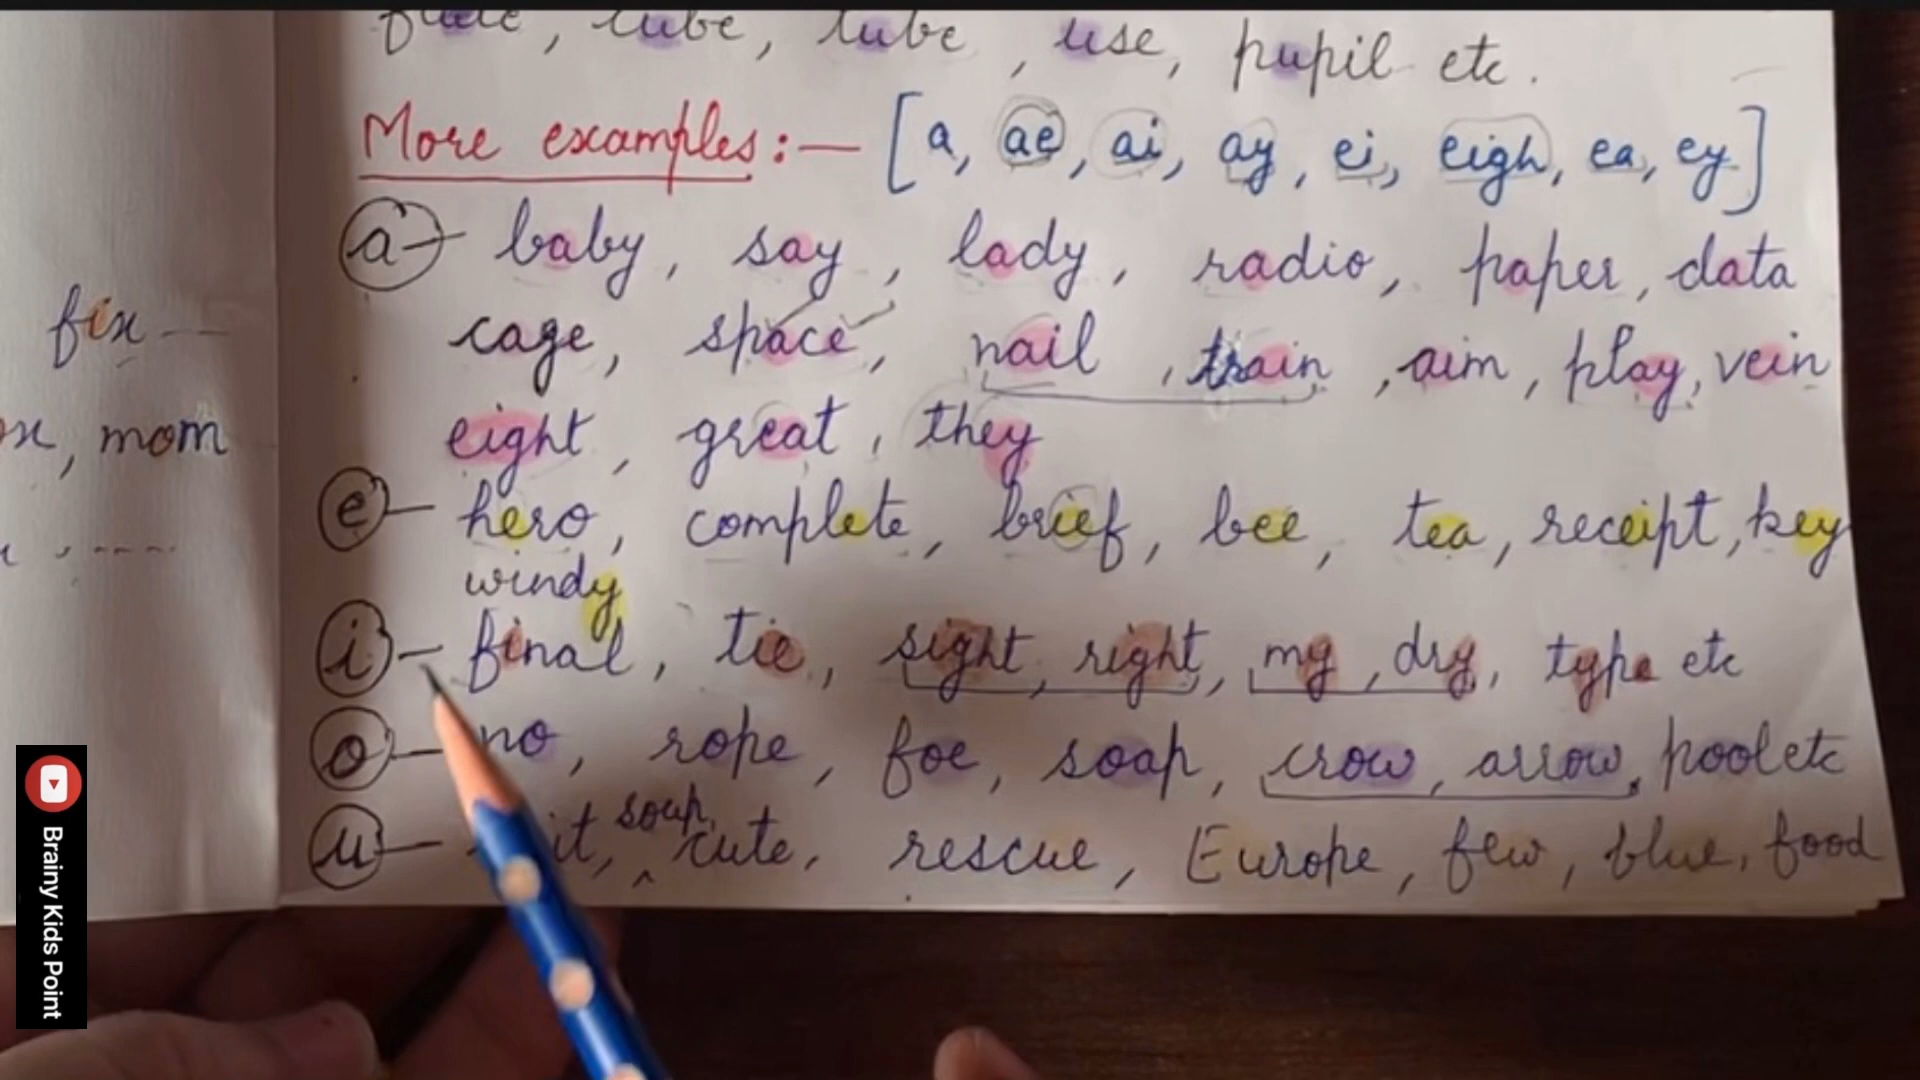 fix —
mom
flute, cube, tube, use, pupil etc.
More examples:— [a, ae, ai, ay, ei, eigh, ea, ey]
a— baby, say, lady, radio, paper, data
cage, space, nail, train, aim, play, vein
eight, great, they
e— hero, complete, brief, bee, tea, receipt, key
windy
i— final, tie, sight, right, my, dry, type etc
o— no, rope, foe, soap, crow, arrow, pool etc
soup,
u— cute, rescue, Europe, few, blue, food
Brainy Kids Point